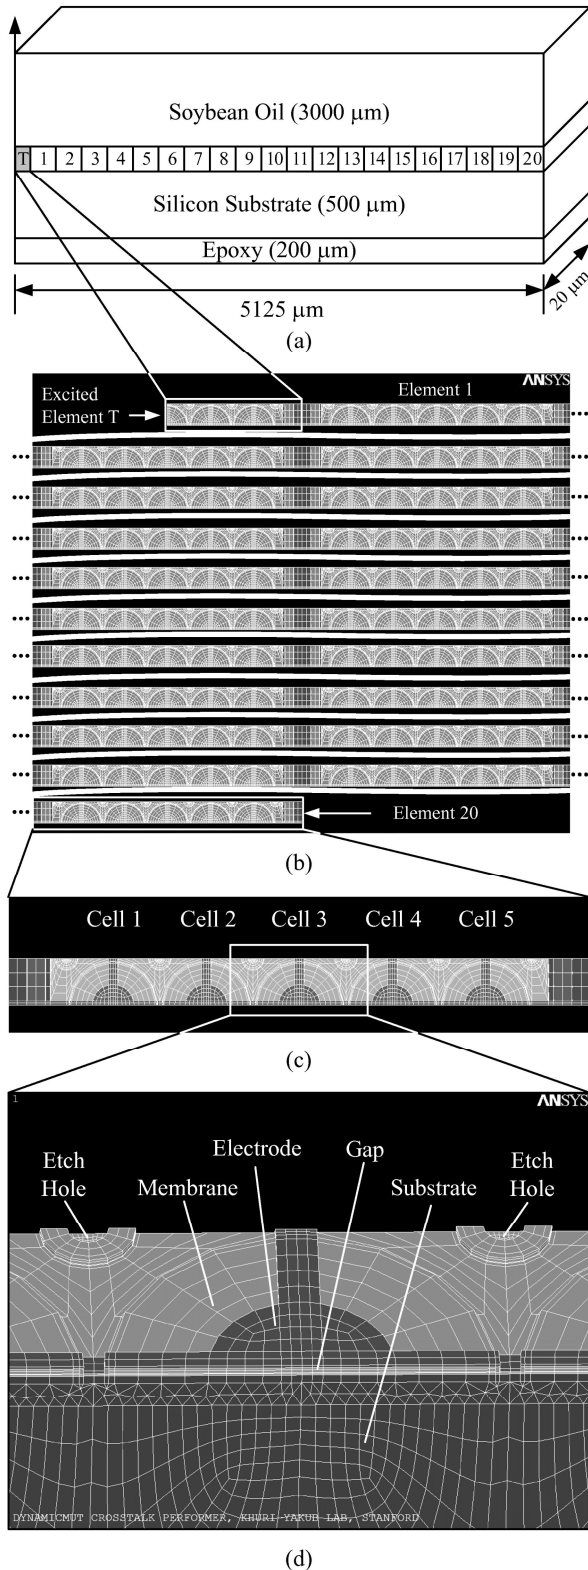 Soybean Oil (3000 µm)
T 1 2 3 4 5 6 7 8 9 10 11 12 13 14 15 16 17 18 19 20
Silicon Substrate (500 µm)
Epoxy (200 µm)
20 µm
5125 µm
(a)
ANSYS
Excited
Element T
Element 1
Element 20
(b)
Cell 1 Cell 2 Cell 3 Cell 4 Cell 5
(c)
1
ANSYS
Electrode Gap
Etch
Hole
Membrane
Substrate
Etch
Hole
DYNAMICMUT CROSSTALK PERFORMER, KHURI-YAKUB LAB, STANFORD
(d)